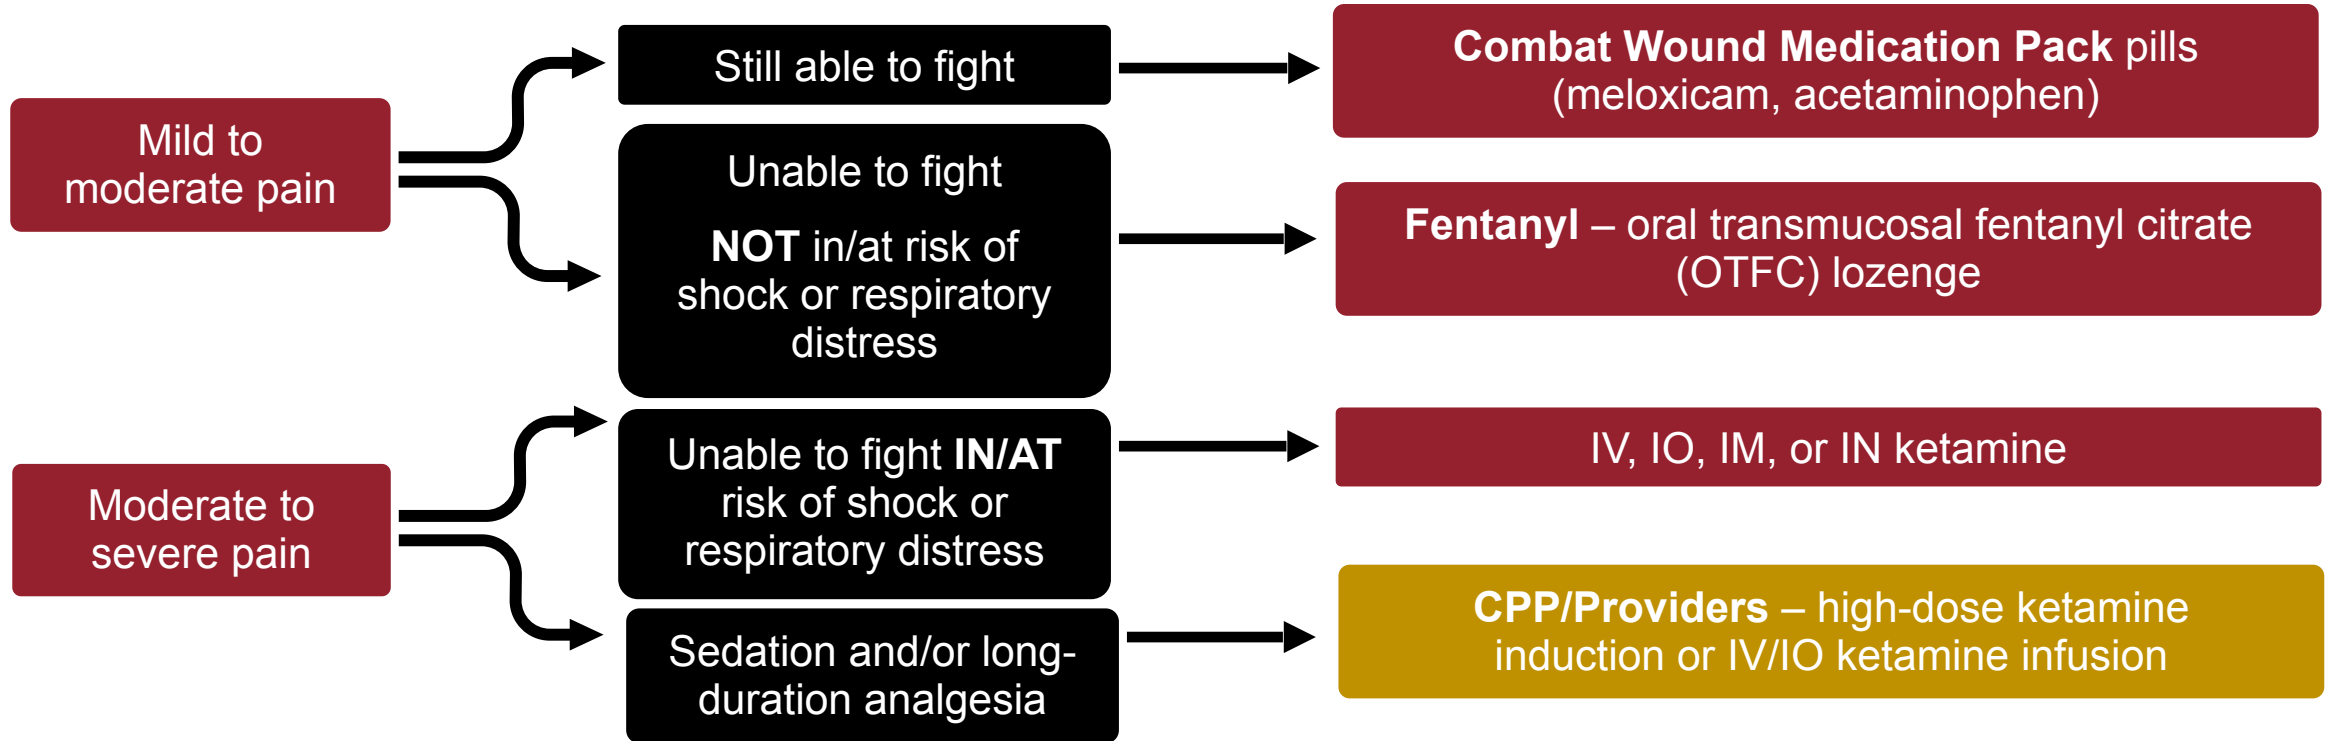 Mild to
moderate pain
Still able to fight
Combat Wound Medication Pack pills
(meloxicam, acetaminophen)
Unable to fight
NOT in/at risk of
shock or respiratory
distress
Fentanyl – oral transmucosal fentanyl citrate
(OTFC) lozenge
Moderate to
severe pain
Unable to fight IN/AT
risk of shock or
respiratory distress
IV, IO, IM, or IN ketamine
Sedation and/or long-
duration analgesia
CPP/Providers – high-dose ketamine
induction or IV/IO ketamine infusion